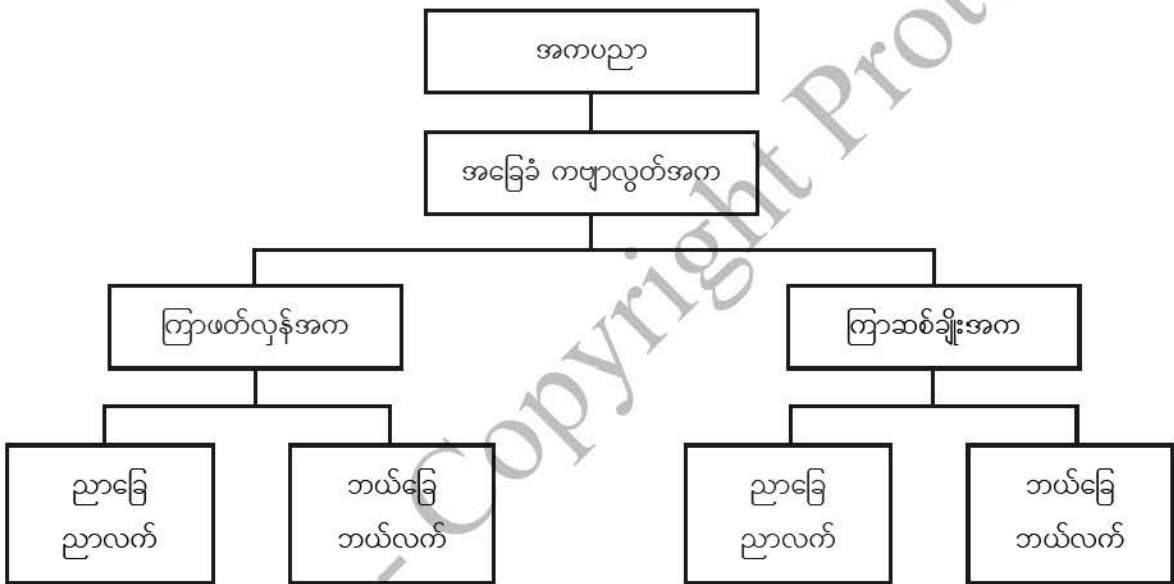 အကပညာ
အခြေခံ ကဗျာလွတ်အက
ကြာဖတ်လှန်အက
ကြာဆစ်ချိုးအက
ညာခြေ
ညာလက်
ဘယ်ခြေ
ဘယ်လက်
ညာခြေ
ညာလက်
ဘယ်ခြေ
ဘယ်လက်
- Copyright